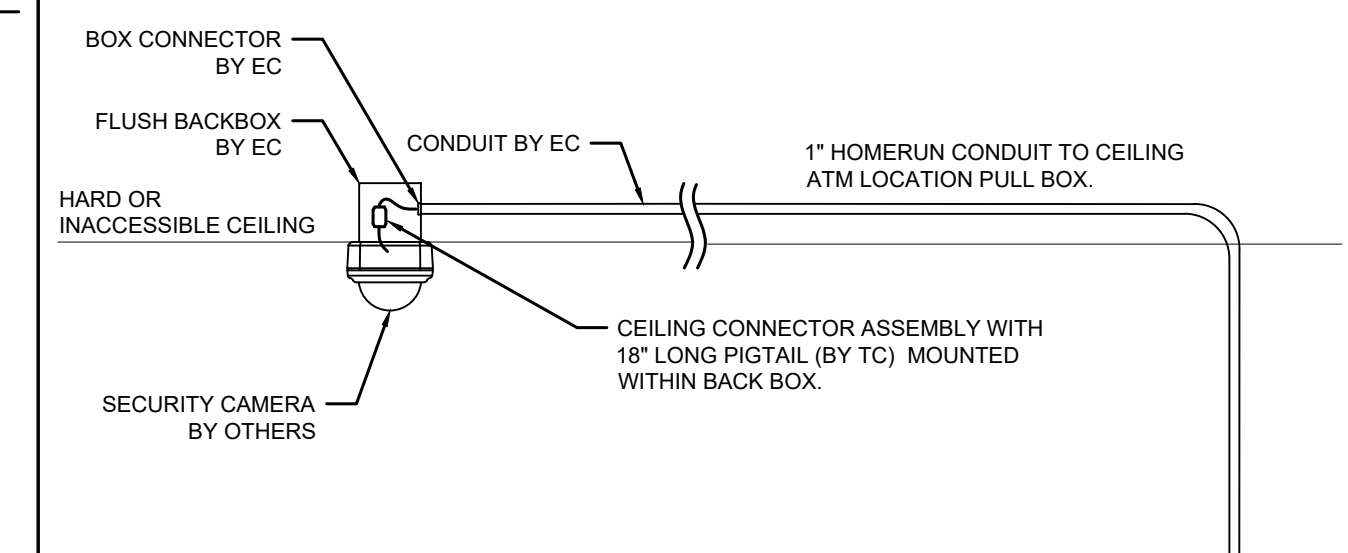 BOX CONNECTOR
BY EC
FLUSH BACKBOX
BY EC
CONDUIT BY EC
1" HOMERUN CONDUIT TO CEILING
ATM LOCATION PULL BOX.
HARD OR
INACCESSIBLE CEILING
CEILING CONNECTOR ASSEMBLY WITH
18" LONG PIGTAIL (BY TC) MOUNTED
WITHIN BACK BOX.
SECURITY CAMERA
BY OTHERS